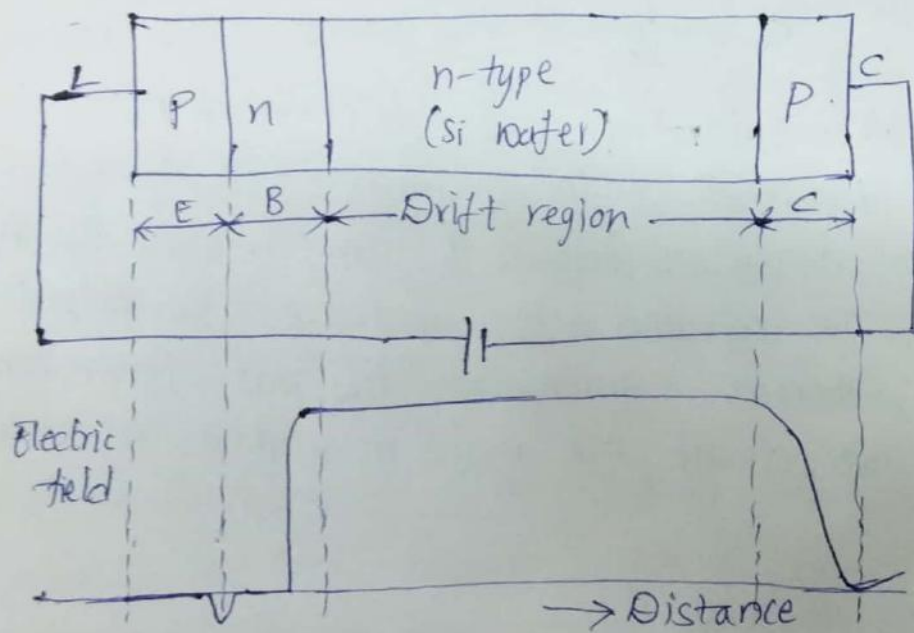 L
P
n
n-type
(Si wafer)
P
C
E
B
Drift region
C
Electric
field
→ Distance